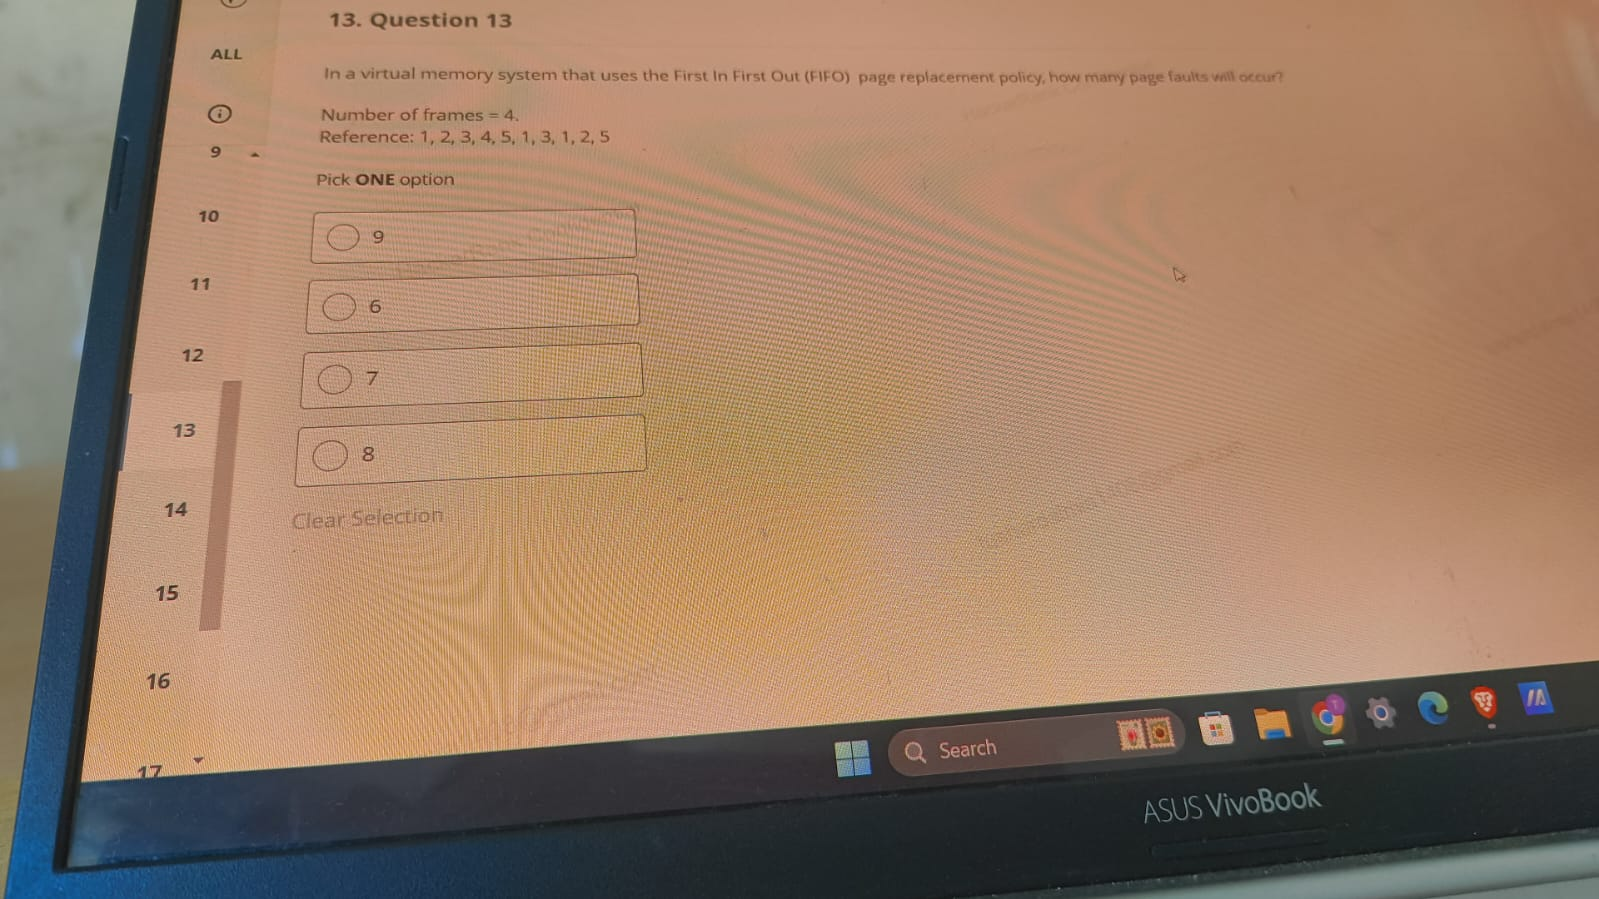 13. Question 13
ALL
In a virtual memory system that uses the First In First Out (FIFO) page replacement policy, how many page faults will occur?
Number of frames = 4.
Reference: 1, 2, 3, 4, 5, 1, 3, 1, 2, 5
9
Pick ONE option
10
9
11
6
12
7
13
8
14
Clear Selection
15
16
17
Search
ASUS VivoBook